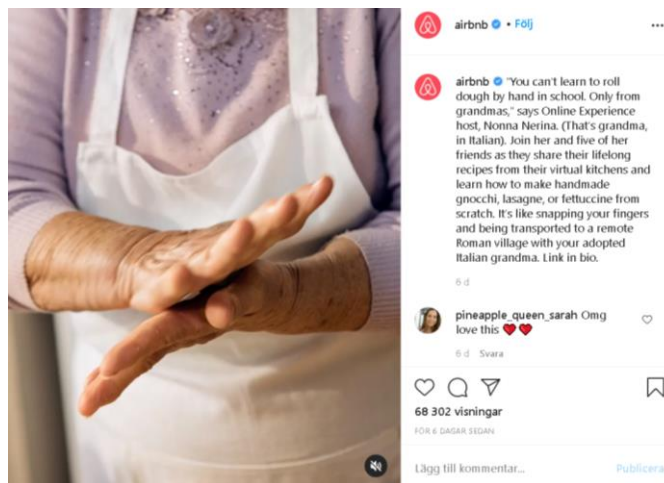 airbnb • Följ
airbnb "You can't learn to roll
dough by hand in school. Only from
grandmas," says Online Experience
host, Nonna Nerina. (That's grandma,
in Italian). Join her and five of her
friends as they share their lifelong
recipes from their virtual kitchens and
learn how to make handmade
gnocchi, lasagne, or fettuccine from
scratch. It's like snapping your fingers
and being transported to a remote
Roman village with your adopted
Italian grandma. Link in bio.
6 d
pineapple_queen_sarah Omg
love this
6 d Svara
68 302 visningar
FÖR 6 DAGAR SEDAN
Lägg till kommentar... Publicera